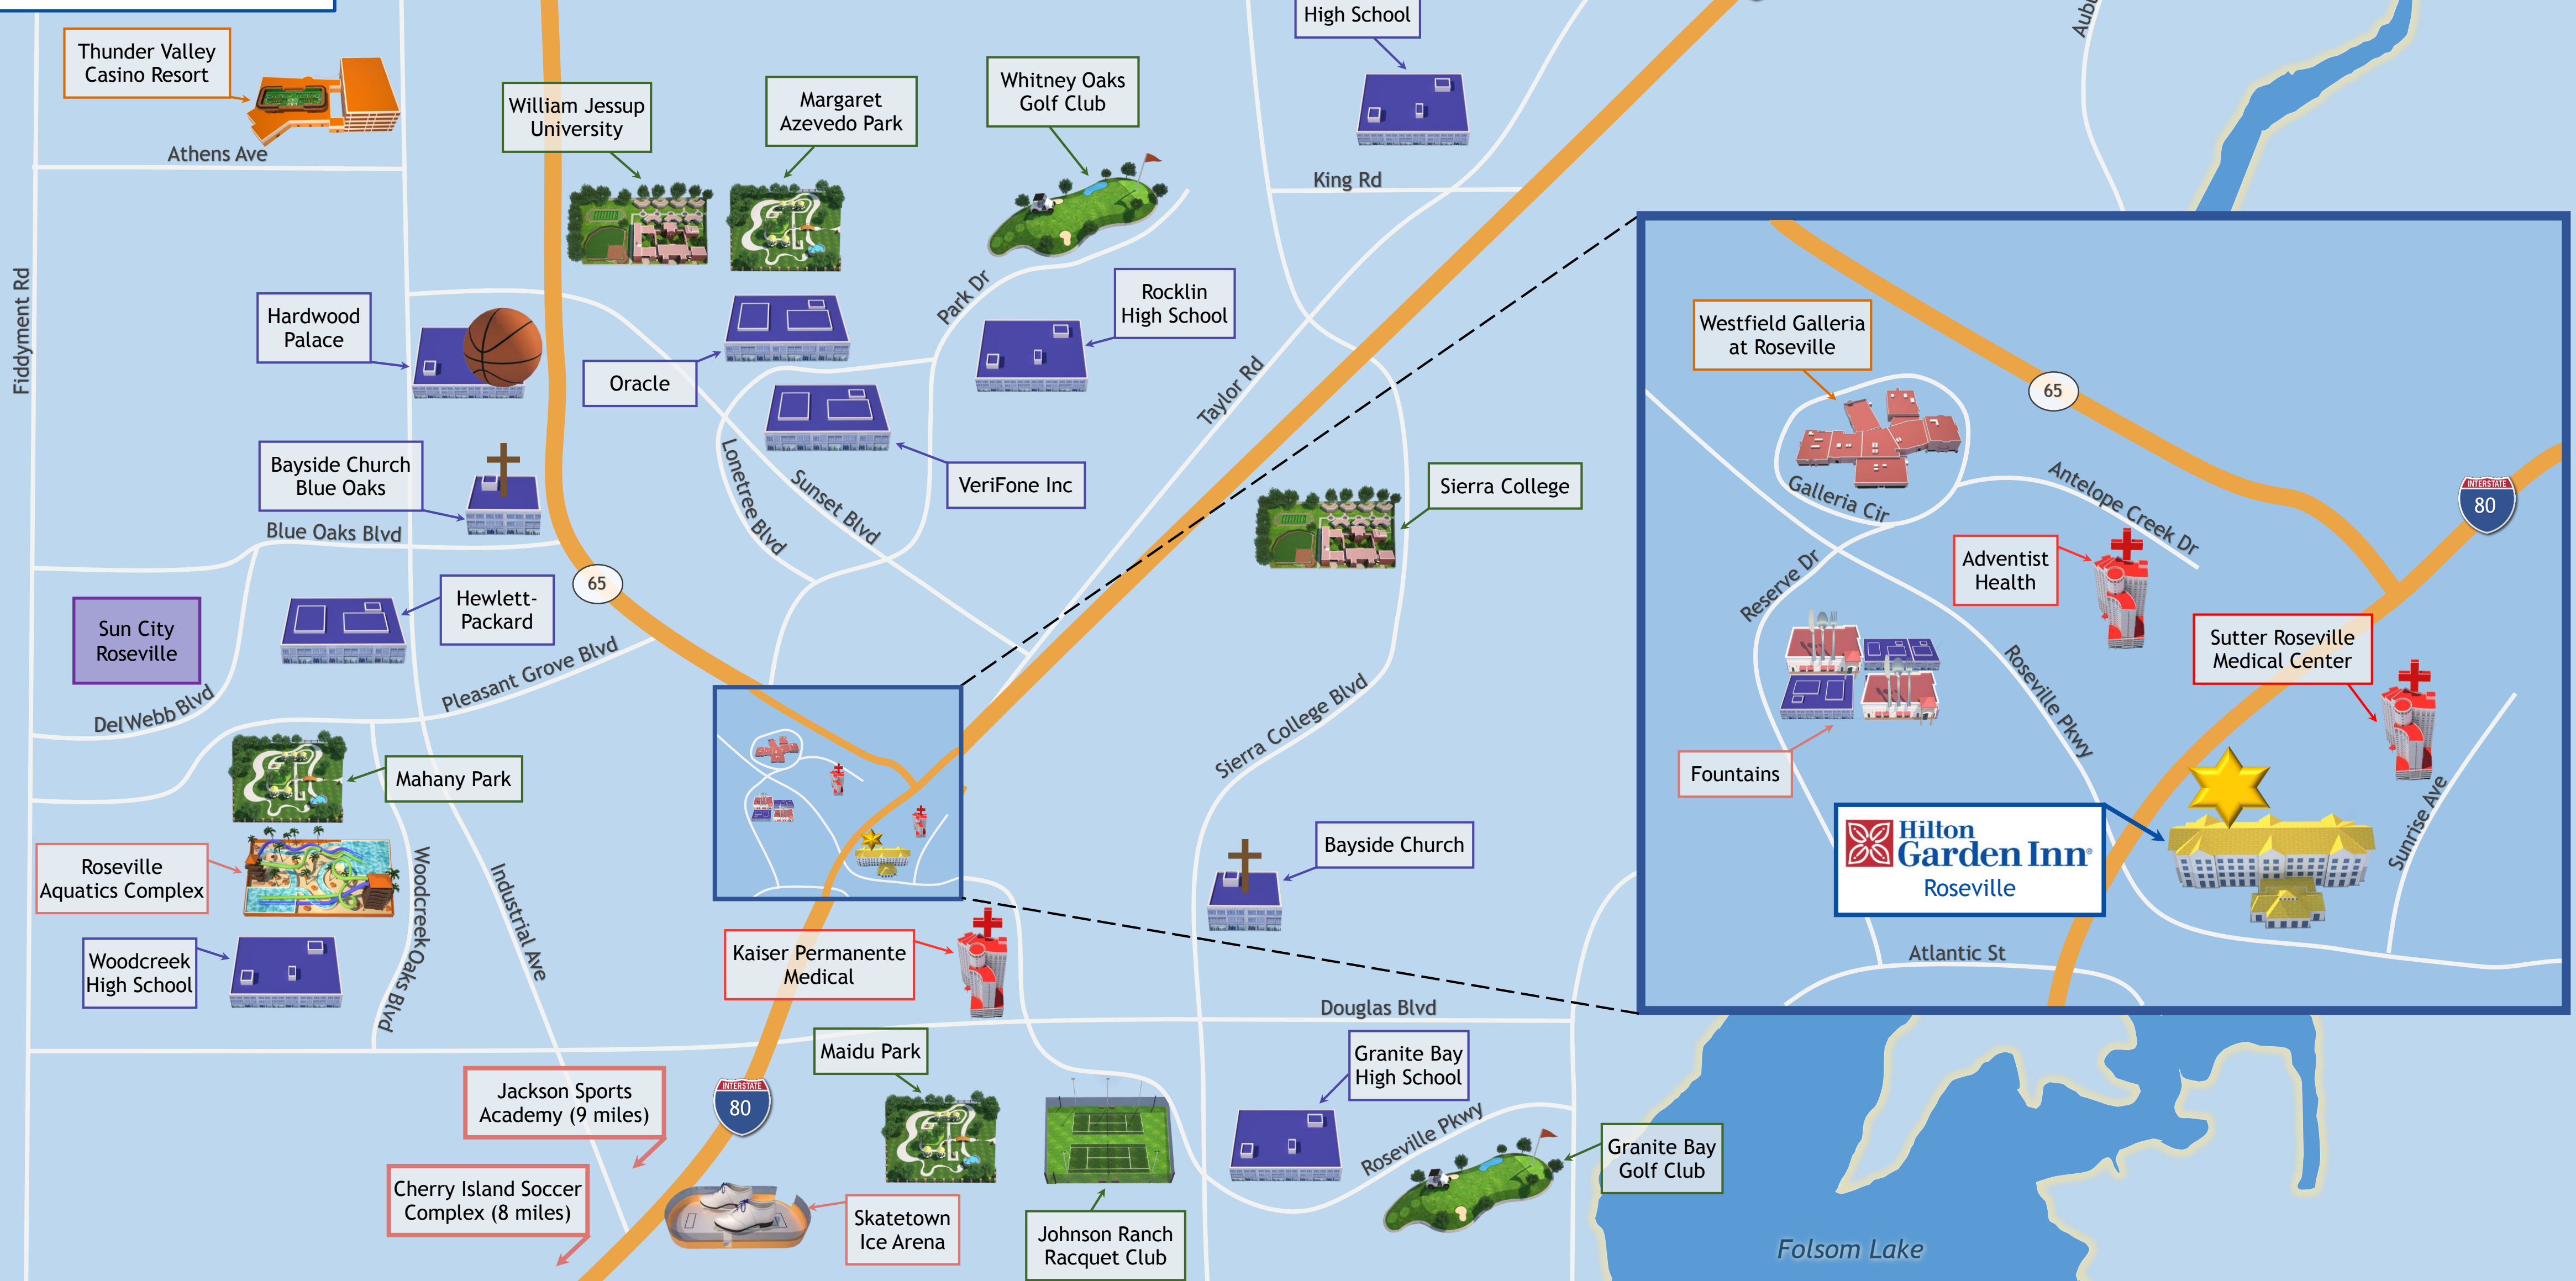 High School
Thunder Valley
Casino Resort
Athens Ave
William Jessup
University
Margaret
Azevedo Park
Whitney Oaks
Golf Club
King Rd
Fiddyment Rd
Hardwood
Palace
Oracle
Park Dr
Rocklin
High School
Taylor Rd
Bayside Church
Blue Oaks
Blue Oaks Blvd
Lonetree Blvd
Sunset Blvd
VeriFone Inc
Sierra College
65
Sun City
Roseville
Hewlett-
Packard
Del Webb Blvd
Pleasant Grove Blvd
Sierra College Blvd
Mahany Park
Roseville
Aquatics Complex
Woodcreek
High School
Woodcreek Oaks Blvd
Industrial Ave
Bayside Church
Kaiser Permanente
Medical
Douglas Blvd
Maidu Park
Granite Bay
High School
Jackson Sports
Academy (9 miles)
INTERSTATE
80
Cherry Island Soccer
Complex (8 miles)
Skatetown
Ice Arena
Johnson Ranch
Racquet Club
Roseville Pkwy
Granite Bay
Golf Club
Folsom Lake
Westfield Galleria
at Roseville
65
Galleria Cir
Antelope Creek Dr
INTERSTATE
80
Reserve Dr
Adventist
Health
Roseville Pkwy
Sutter Roseville
Medical Center
Fountains
Hilton
Garden Inn®
Roseville
Sunrise Ave
Atlantic St